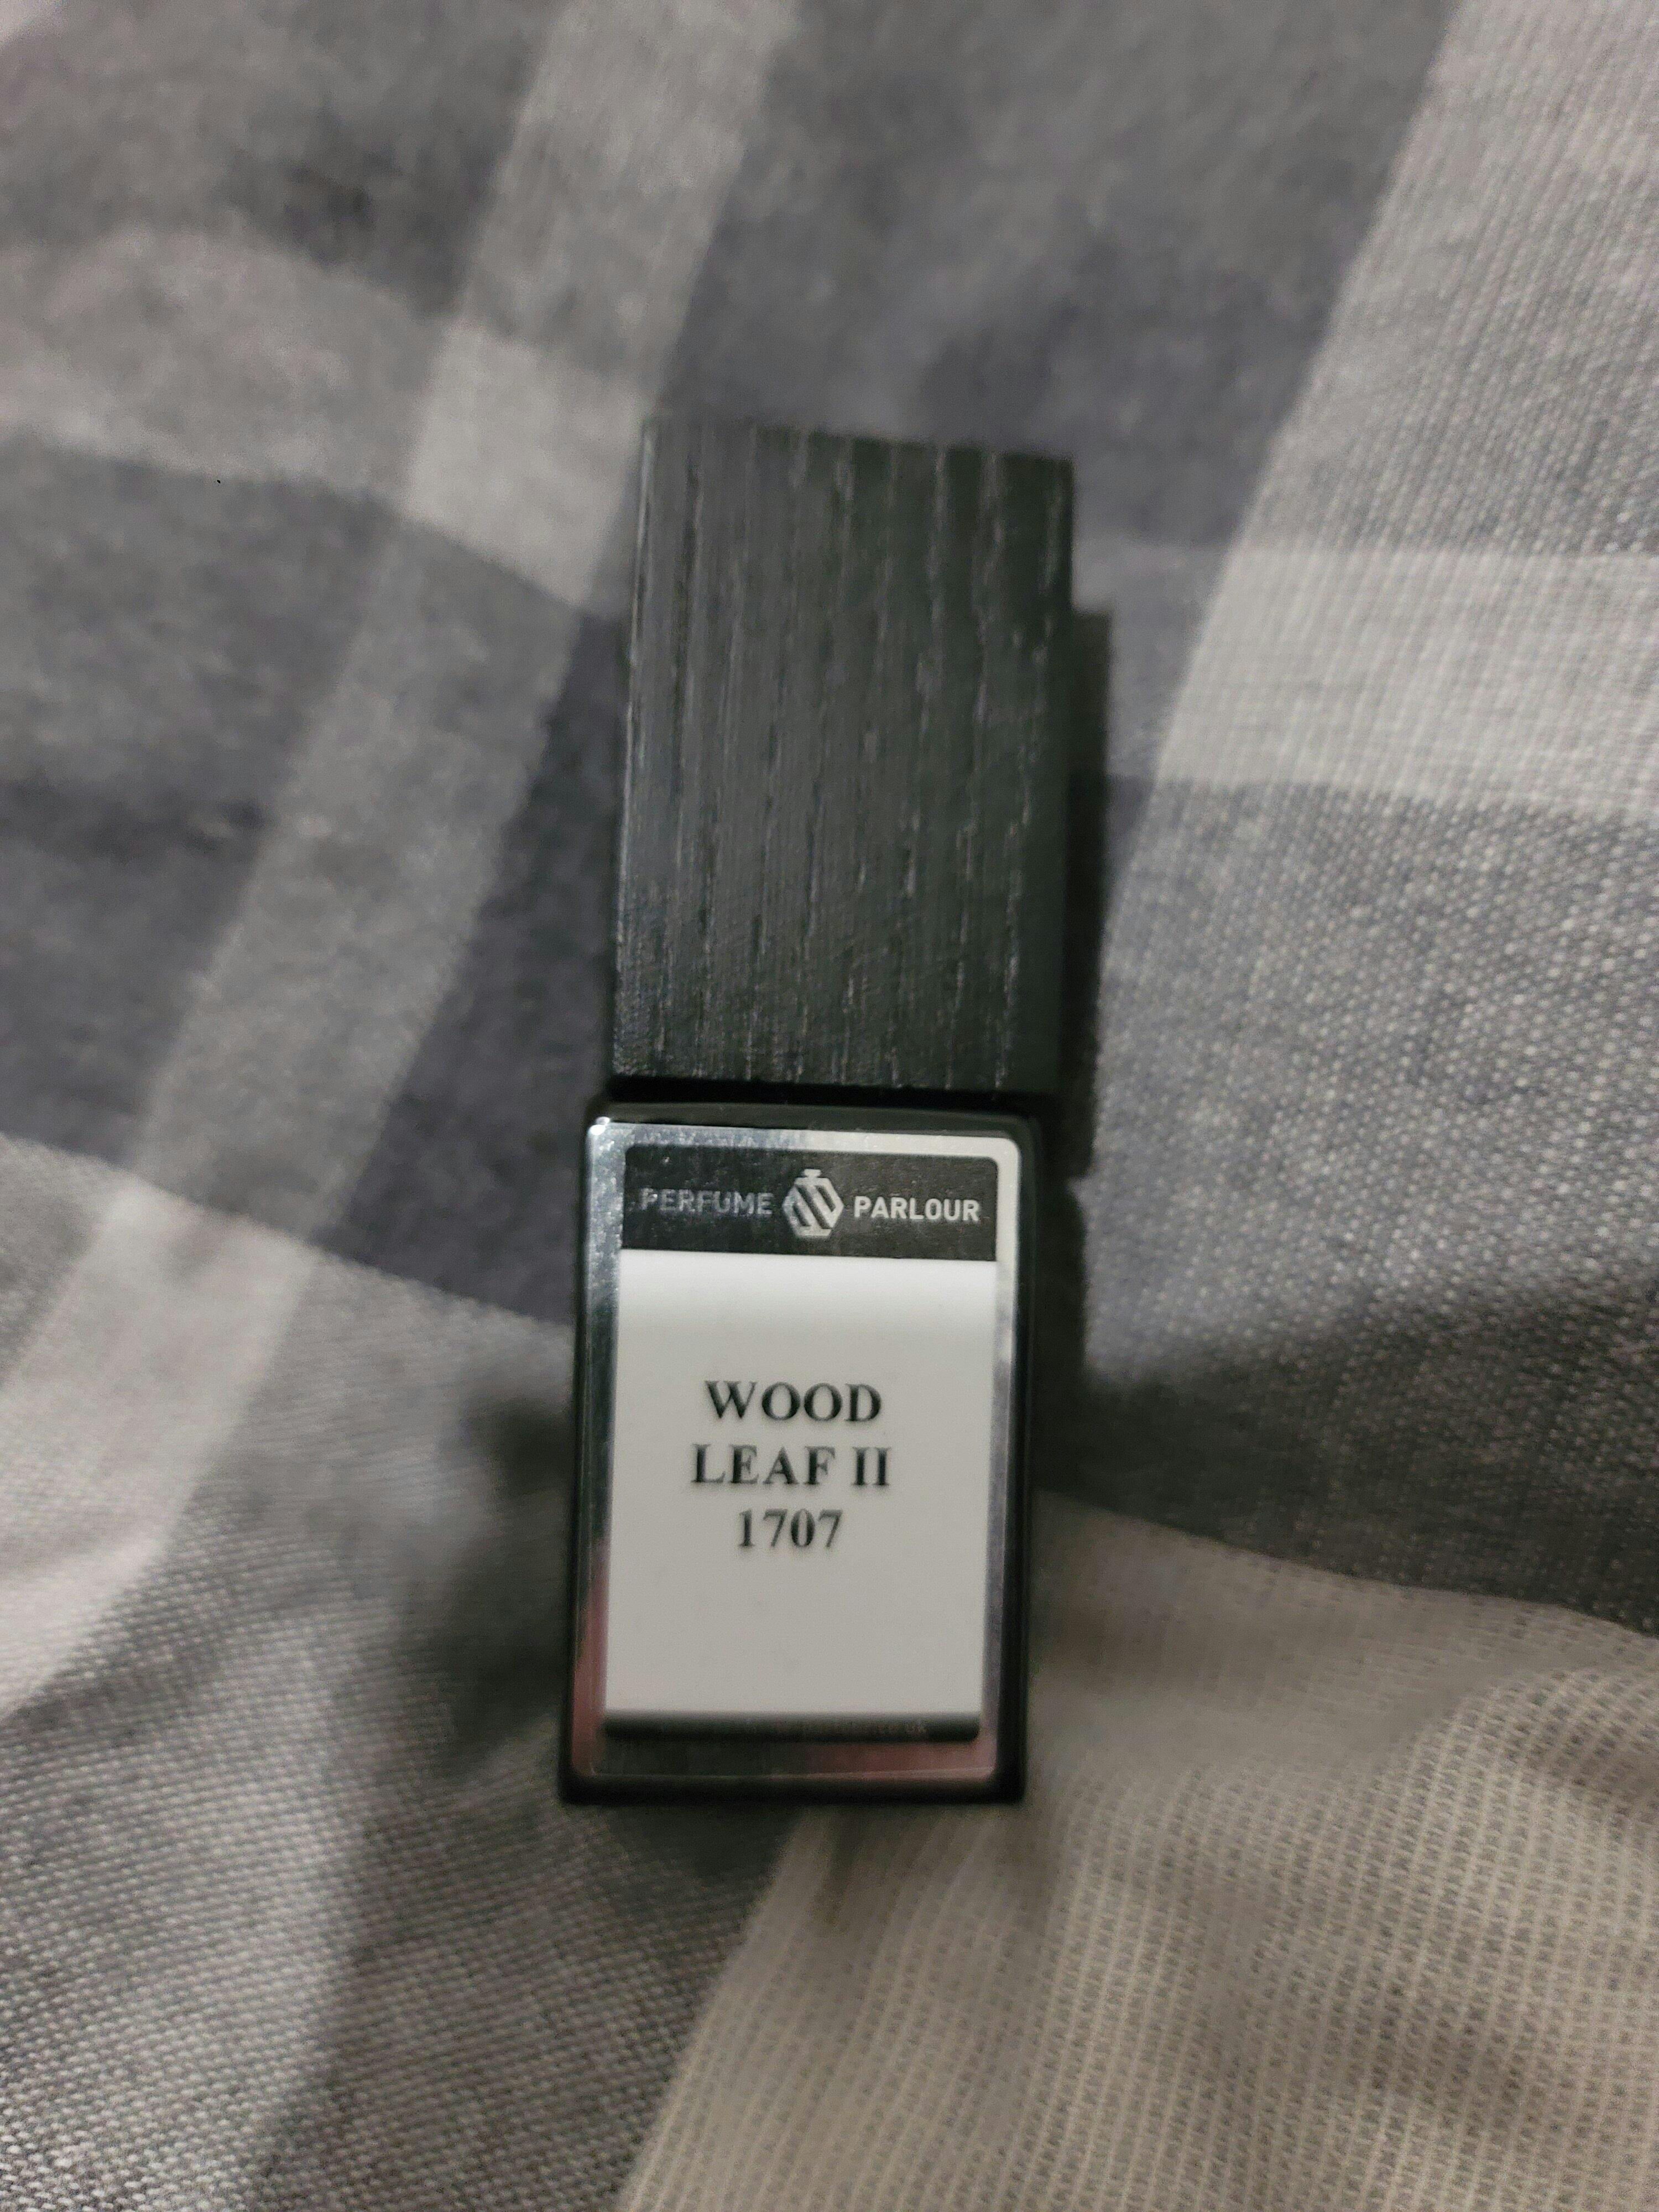 PERFUME PARLOUR
WOOD
LEAF II
1707